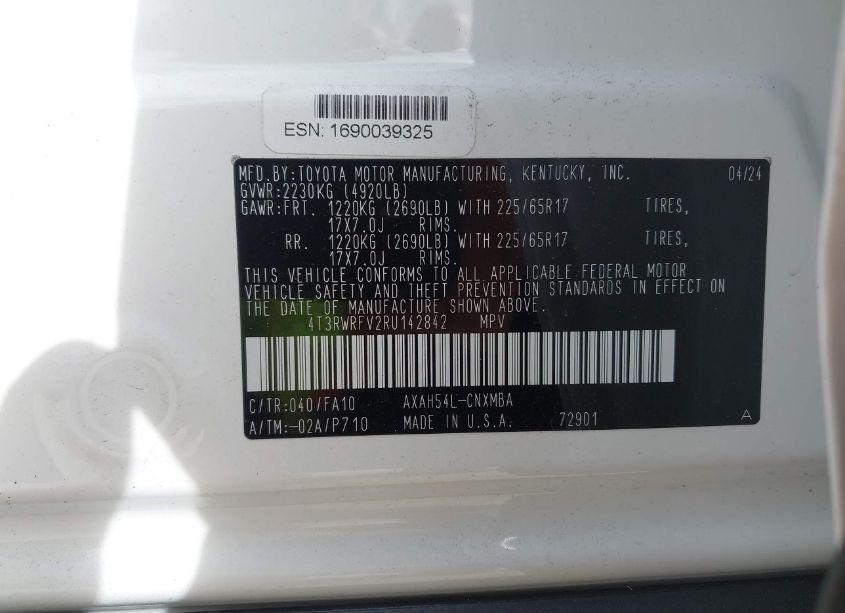 ESN: 1690039325
MFD.BY:TOYOTA MOTOR MANUFACTURING, KENTUCKY, INC. 04/24
GVWR:2230KG (4920LB)
GAWR:FRT. 1220KG (2690LB) WITH 225/65R17 TIRES,
17X7.0J RIMS.
RR. 1220KG (2690LB) WITH 225/65R17 TIRES,
17X7.0J RIMS.
THIS VEHICLE CONFORMS TO ALL APPLICABLE FEDERAL MOTOR
VEHICLE SAFETY AND THEFT PREVENTION STANDARDS IN EFFECT ON
THE DATE OF MANUFACTURE SHOWN ABOVE.
4T3RWRFV2RU142842 MPV
C/TR:040/FA10 AXAH54L-CNXMBA
A/TM:-02A/P710 MADE IN U.S.A. 72901 A